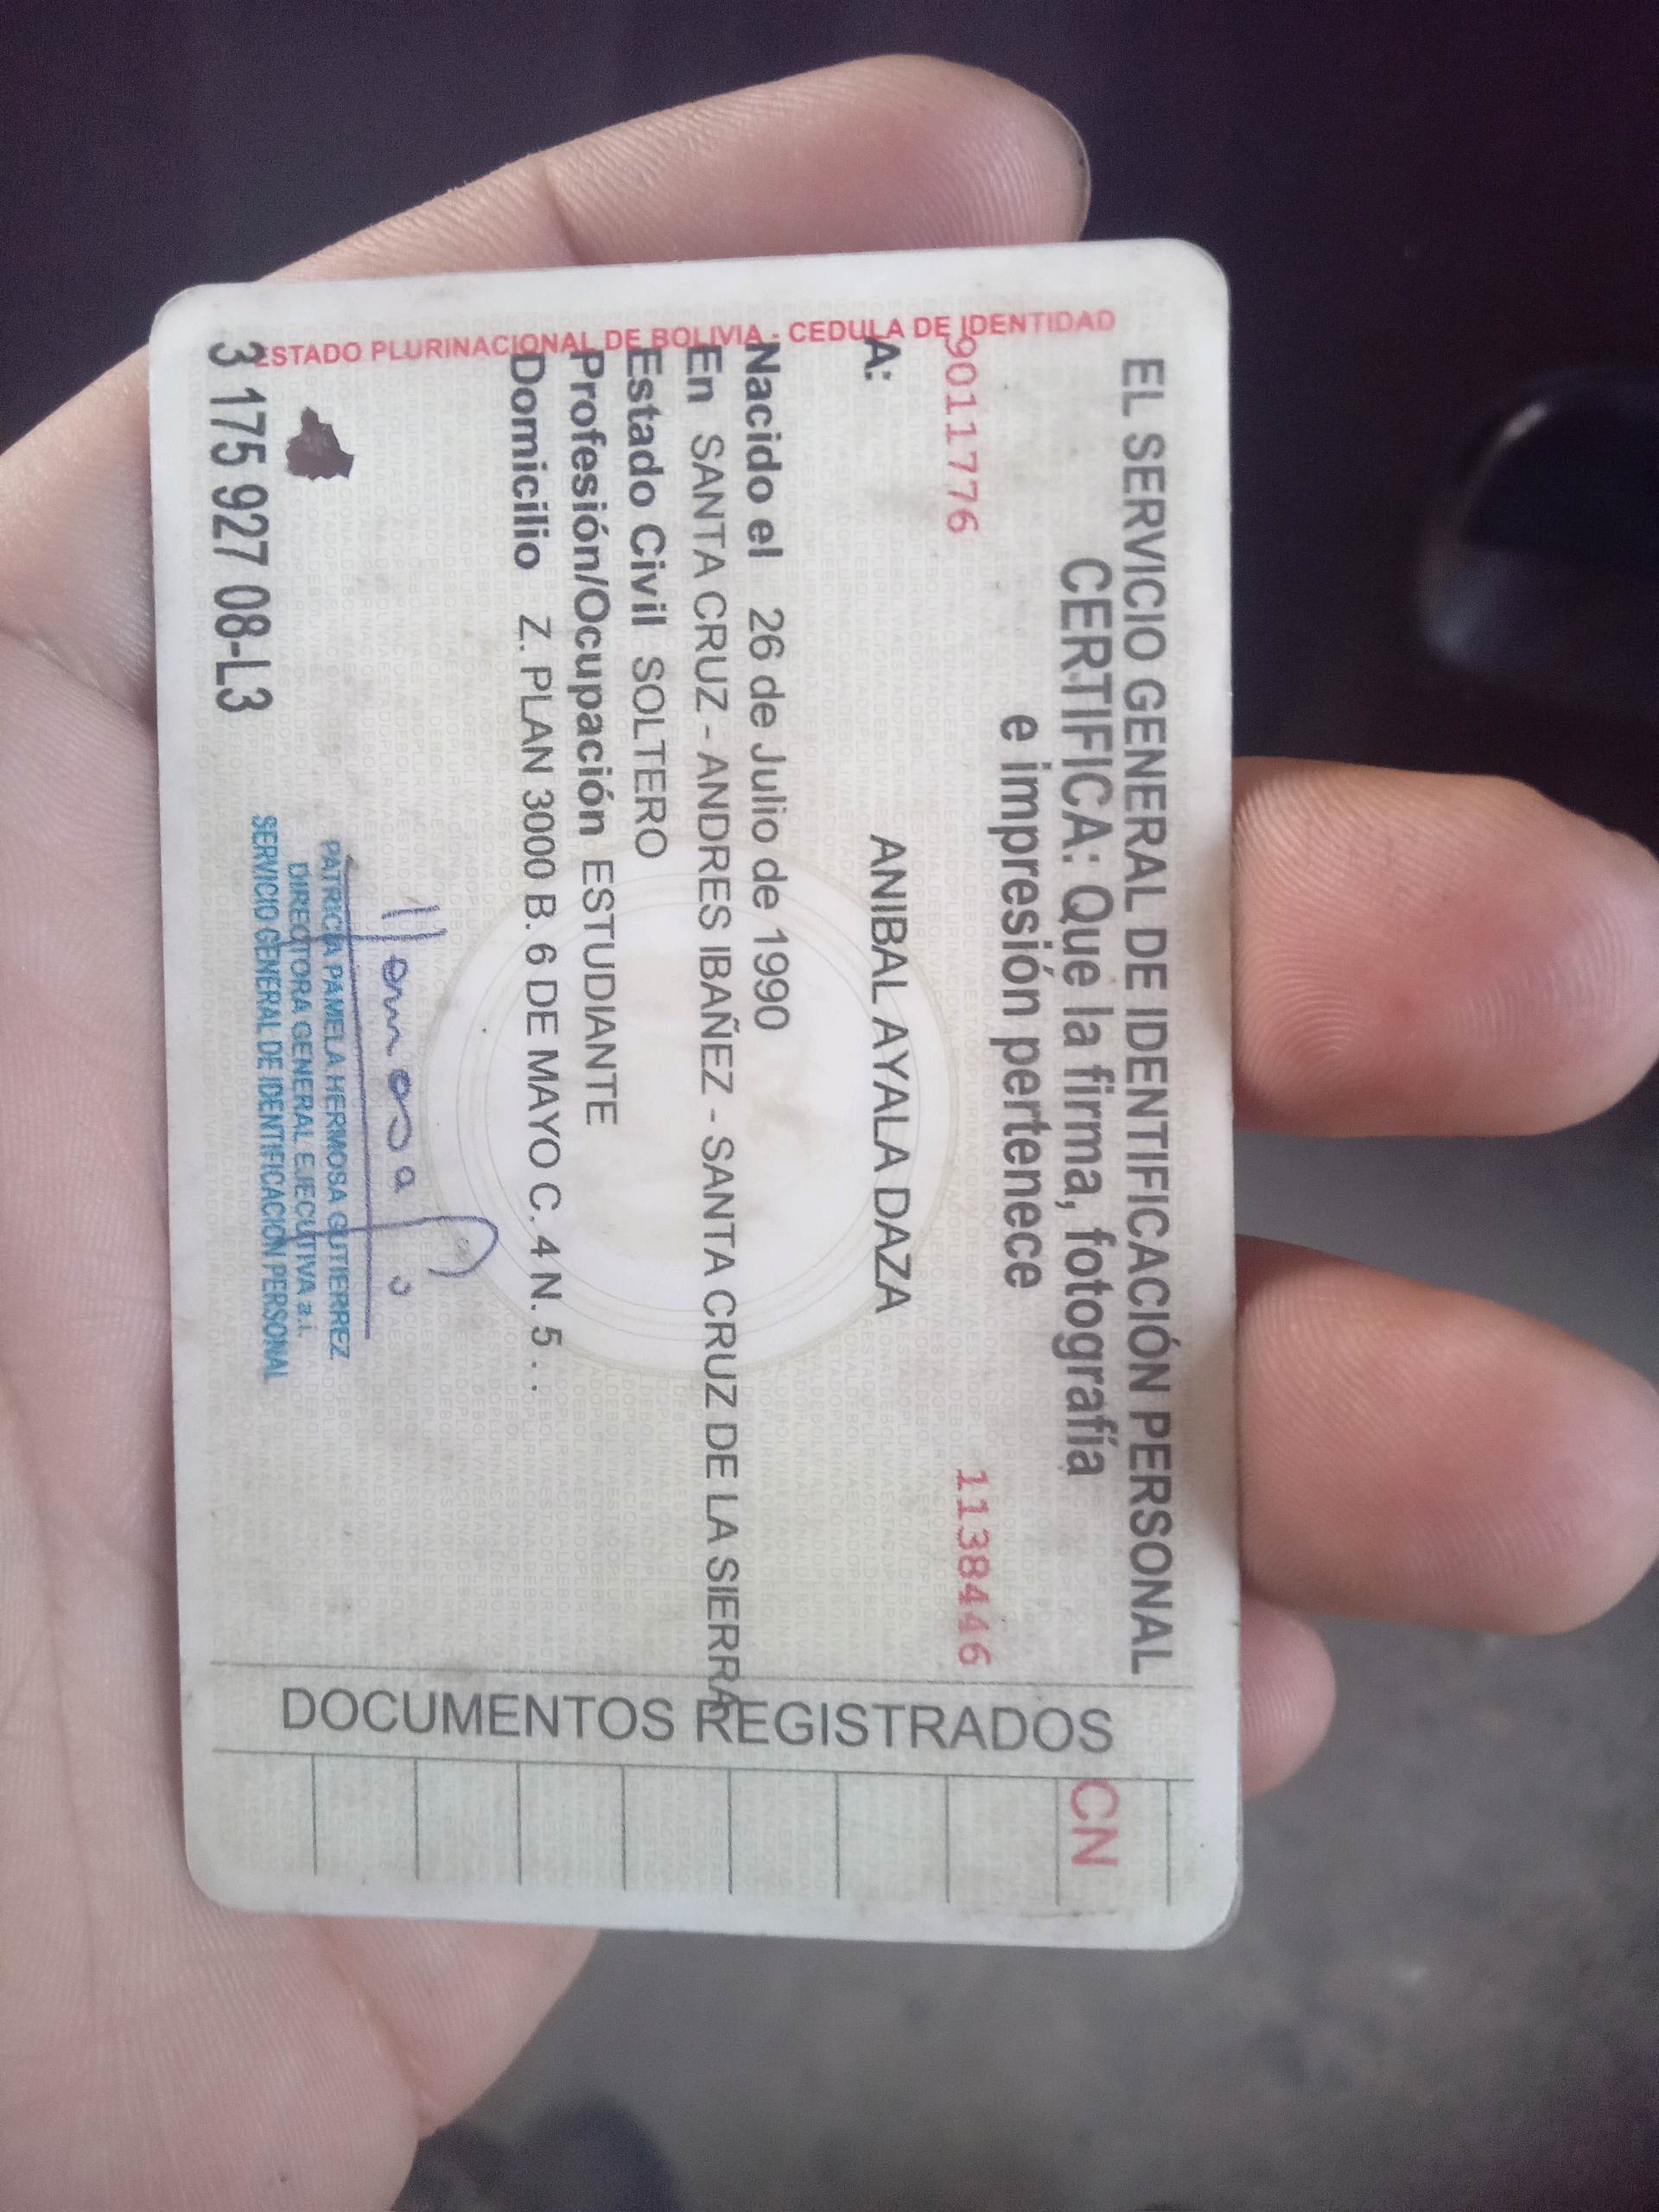 EL SERVICIO GENERAL DE IDENTIFICACIÓN PERSONAL
CERTIFICA: Que la firma, fotografía
e impresión pertenece
9011776
1138446
A: ANIBAL AYALA DAZA
Nacido el 26 de Julio de 1990
En SANTA CRUZ - ANDRES IBAÑEZ - SANTA CRUZ DE LA SIERRA
Estado Civil SOLTERO
Profesión/Ocupación ESTUDIANTE
Domicilio Z. PLAN 3000 B. 6 DE MAYO C. 4 N. 5 . .
PATRICIA PAMELA HERMOSA GUTIERREZ
DIRECTORA GENERAL EJECUTIVA a.i.
SERVICIO GENERAL DE IDENTIFICACIÓN PERSONAL
3 175 927 08-L3
ESTADO PLURINACIONAL DE BOLIVIA - CEDULA DE IDENTIDAD
DOCUMENTOS REGISTRADOS
CN